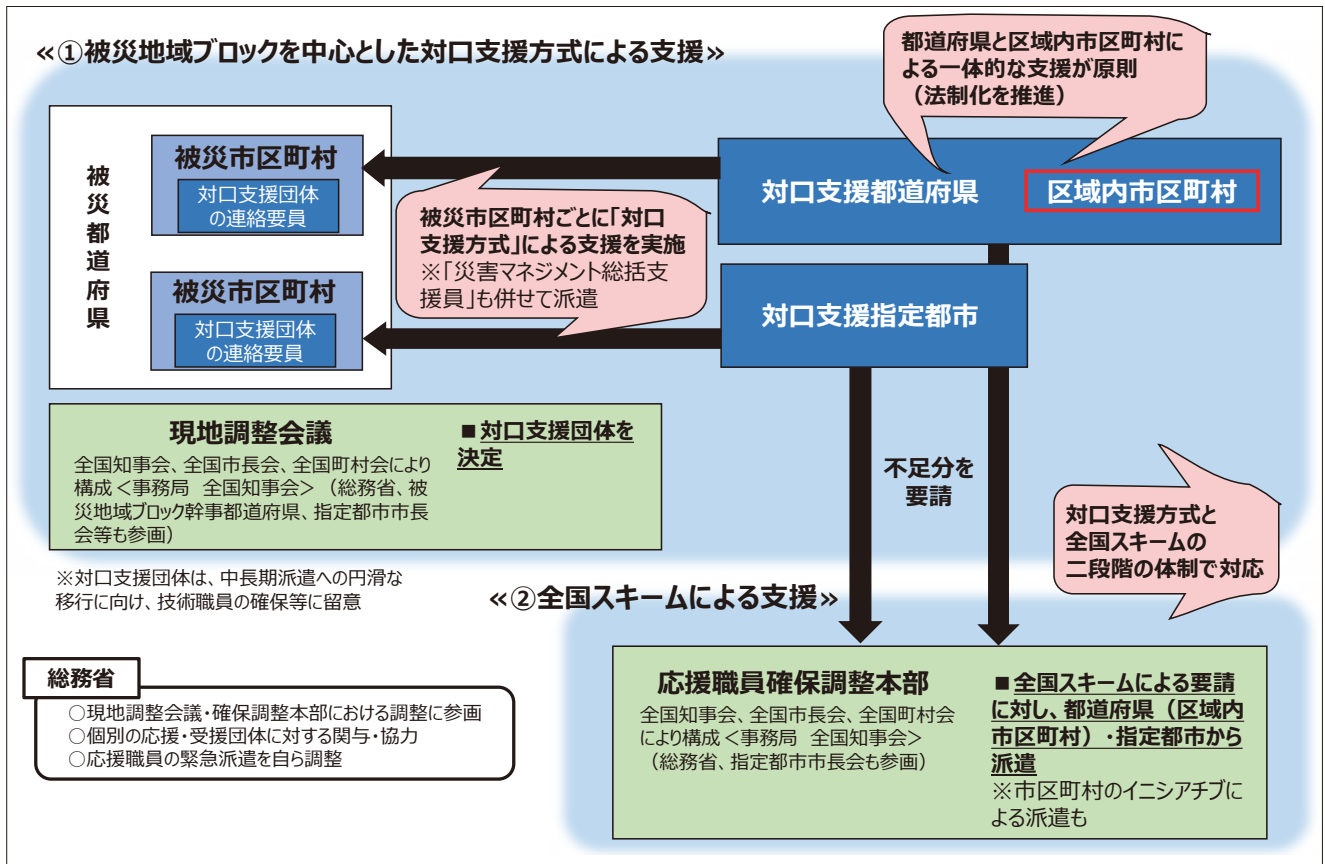 ≪①被災地域ブロックを中心とした対口支援方式による支援≫
都道府県と区域内市区町村に
よる一体的な支援が原則
（法制化を推進）
被災都道府県
被災市区町村
対口支援団体
の連絡要員
被災市区町村
対口支援団体
の連絡要員
被災市区町村ごとに「対口
支援方式」による支援を実施
※「災害マネジメント総括支
援員」も併せて派遣
対口支援都道府県
区域内市区町村
対口支援指定都市
現地調整会議
全国知事会、全国市長会、全国町村会により
構成＜事務局　全国知事会＞（総務省、被
災地域ブロック幹事都道府県、指定都市市長
会等も参画）
■対口支援団体を
決定
不足分を
要請
対口支援方式と
全国スキームの
二段階の体制で対応
※対口支援団体は、中長期派遣への円滑な
移行に向け、技術職員の確保等に留意
≪②全国スキームによる支援≫
応援職員確保調整本部
全国知事会、全国市長会、全国町村会
により構成＜事務局　全国知事会＞
（総務省、指定都市市長会も参画）
■全国スキームによる要請
に対し、都道府県（区域内
市区町村）・指定都市から
派遣
※市区町村のイニシアチブに
よる派遣も
総務省
○現地調整会議・確保調整本部における調整に参画
○個別の応援・受援団体に対する関与・協力
○応援職員の緊急派遣を自ら調整